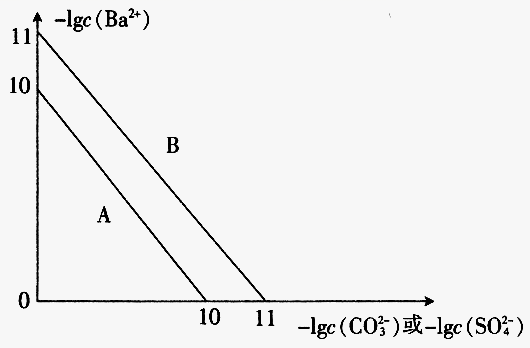 -lgc(Ba²⁺)
11
10
B
A
0
10 11
-lgc(CO₃²⁻)或-lgc(SO₄²⁻)